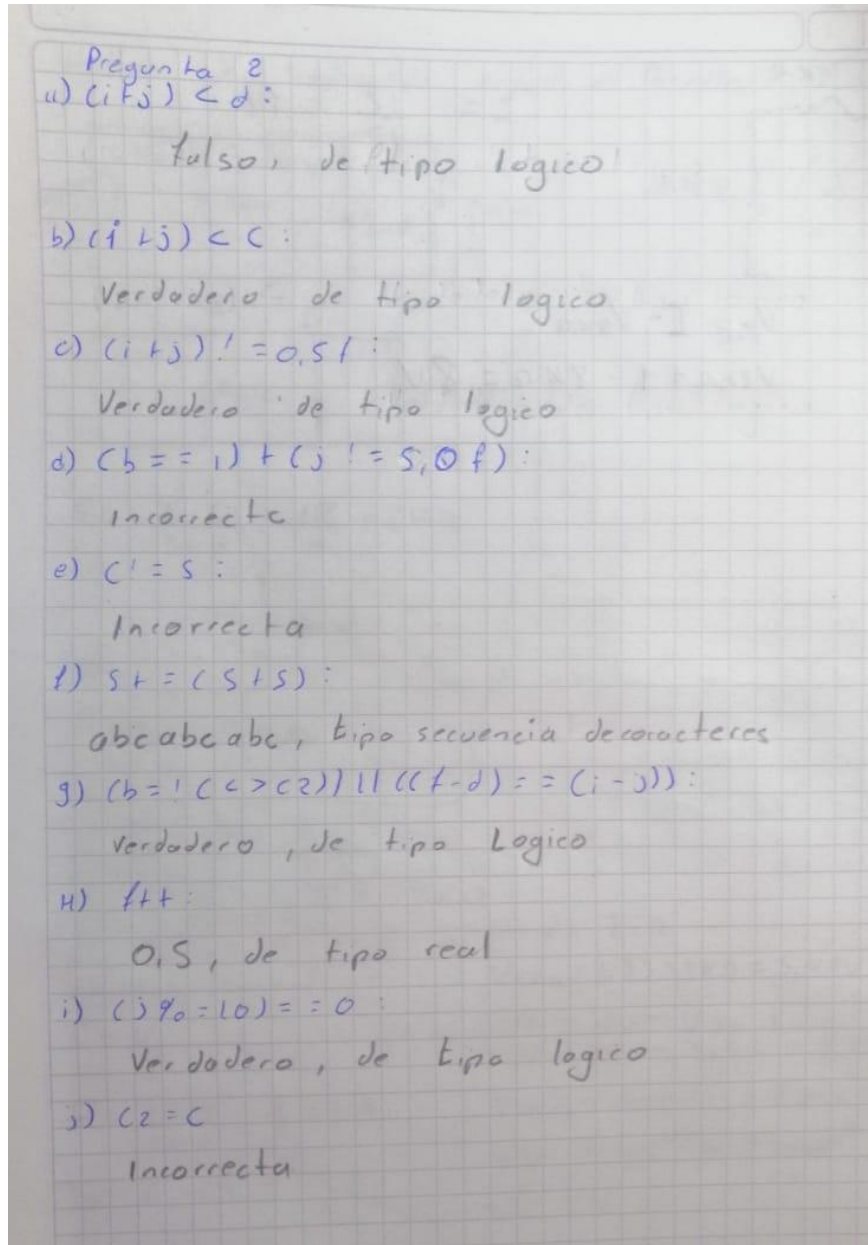 Pregunta 2
a) (i+j) < d :
falso, de tipo logico
b) (i+j) < c :
Verdadero de tipo logico
c) (i+j) != 0,5f :
Verdadero de tipo logico
d) (b == i) + (j != 5,0f) :
Incorrecta
e) c != s :
Incorrecta
f) s+ = (s+s) :
abcabcabc, tipo secuencia de caracteres
g) (b = !(c > c2)) || ((f-d) == (i-j)) :
Verdadero, de tipo Logico
H) f++ :
0,5, de tipo real
i) (j%=10) == 0 :
Verdadero, de tipo logico
j) c2 = c
Incorrecta